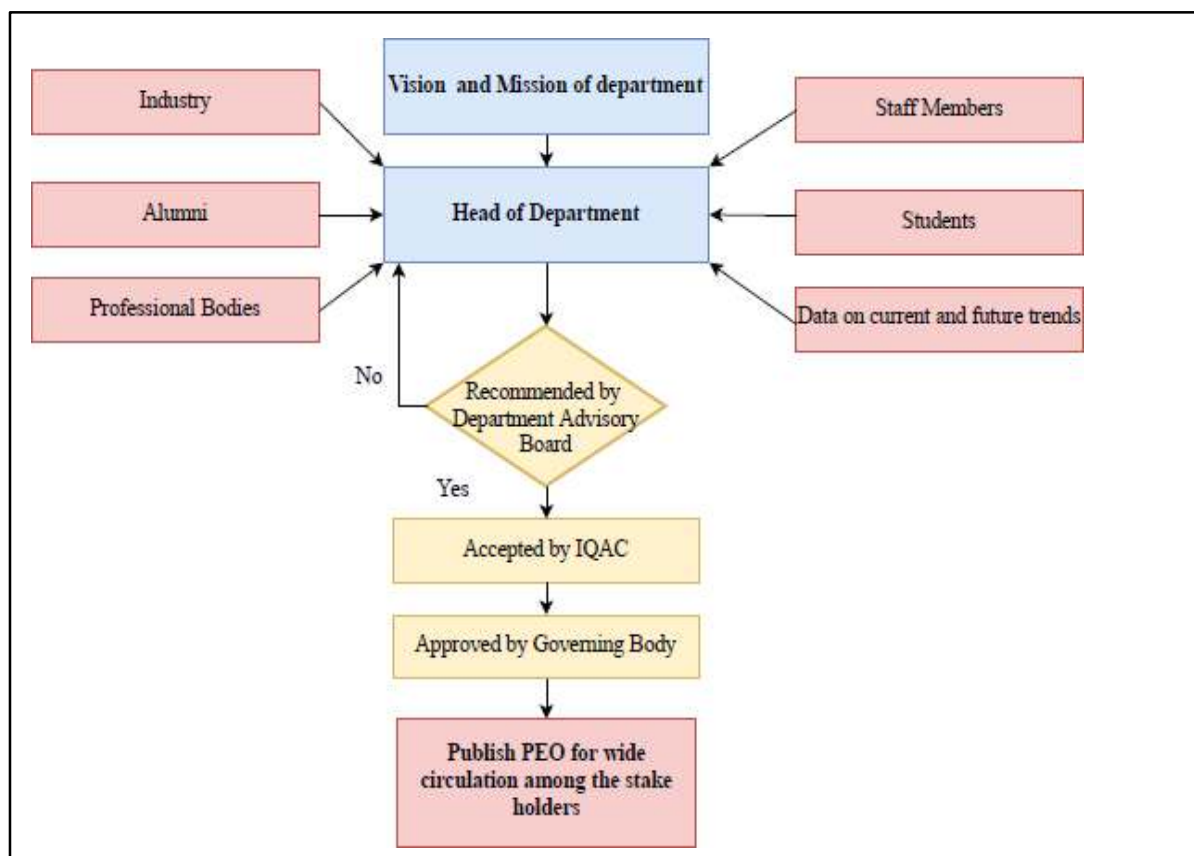 Vision and Mission of department
Industry
Staff Members
Alumni
Head of Department
Students
Professional Bodies
Data on current and future trends
No
Recommended by
Department Advisory
Board
Yes
Accepted by IQAC
Approved by Governing Body
Publish PEO for wide
circulation among the stake
holders